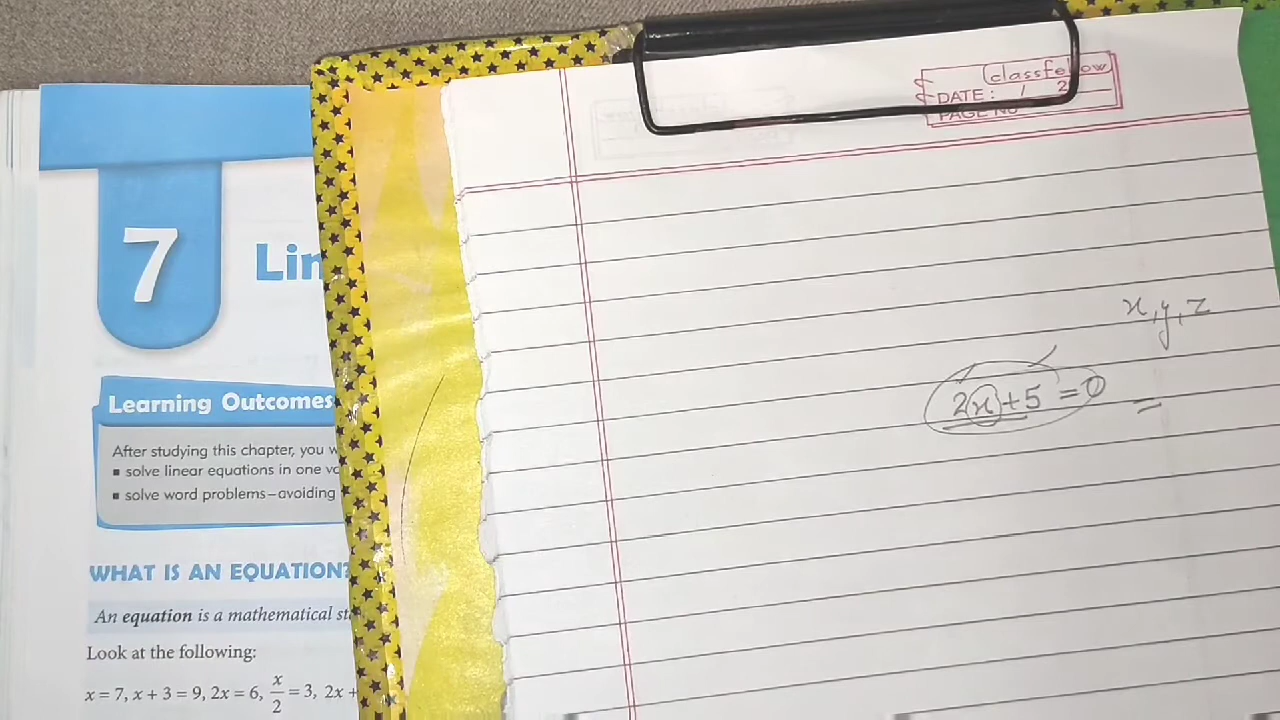 7
Lin
Learning Outcomes
After studying this chapter, you w
▪ solve linear equations in one va
▪ solve word problems–avoiding
WHAT IS AN EQUATION?
An equation is a mathematical st
Look at the following:
x = 7, x + 3 = 9, 2x = 6, x/2 = 3, 2x +
DATE : / 2
PAGE NO
x, y, z
2x + 5 = 0
=